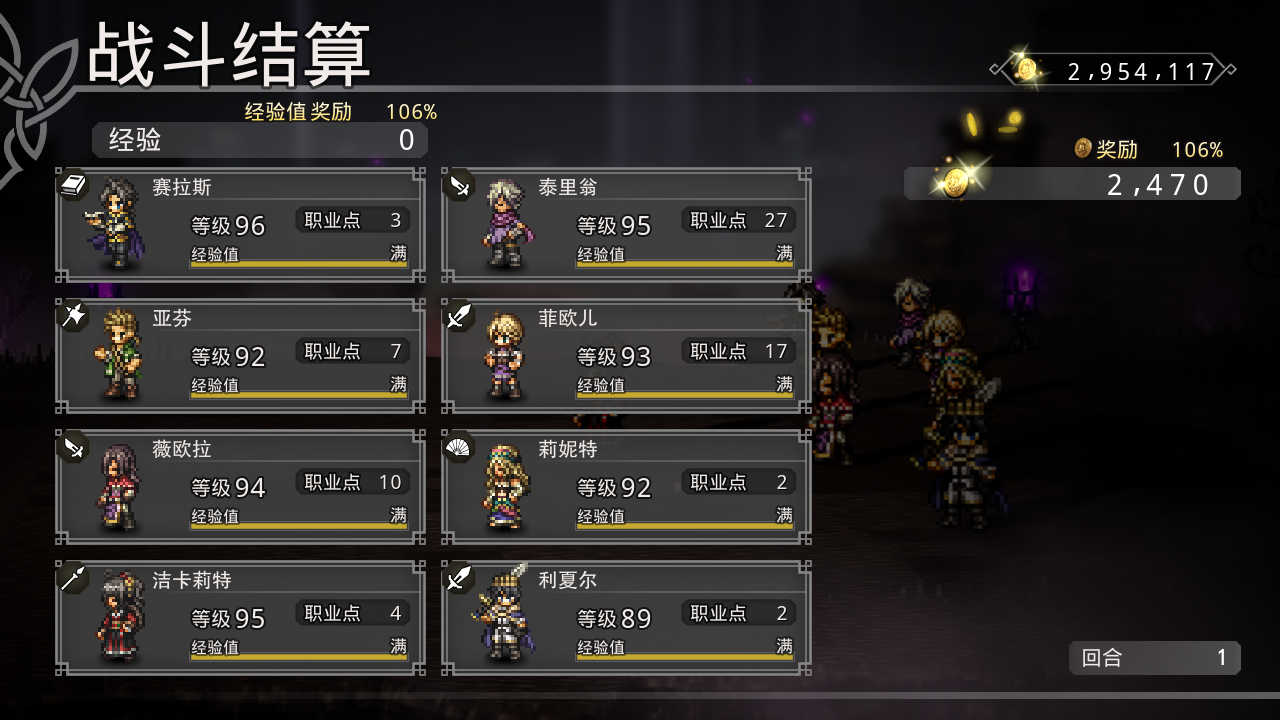 战斗结算
2,954,117
经验值奖励 106%
经验 0
奖励 106%
2,470
赛拉斯
等级96 职业点 3
经验值 满
泰里翁
等级95 职业点 27
经验值 满
亚芬
等级92 职业点 7
经验值 满
菲欧儿
等级93 职业点 17
经验值 满
薇欧拉
等级94 职业点 10
经验值 满
莉妮特
等级92 职业点 2
经验值 满
洁卡莉特
等级95 职业点 4
经验值 满
利夏尔
等级89 职业点 2
经验值 满
回合 1